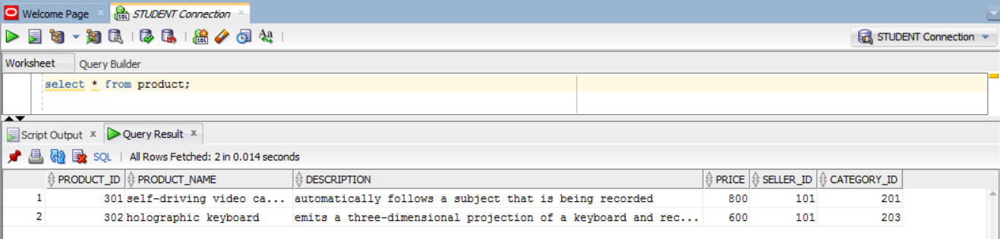 Welcome Page
STUDENT Connection
STUDENT Connection
Worksheet Query Builder
select * from product;
Script Output x Query Result x
SQL | All Rows Fetched: 2 in 0.014 seconds
PRODUCT_ID PRODUCT_NAME DESCRIPTION PRICE SELLER_ID CATEGORY_ID
1 301 self-driving video ca... automatically follows a subject that is being recorded 800 101 201
2 302 holographic keyboard emits a three-dimensional projection of a keyboard and rec... 600 101 203